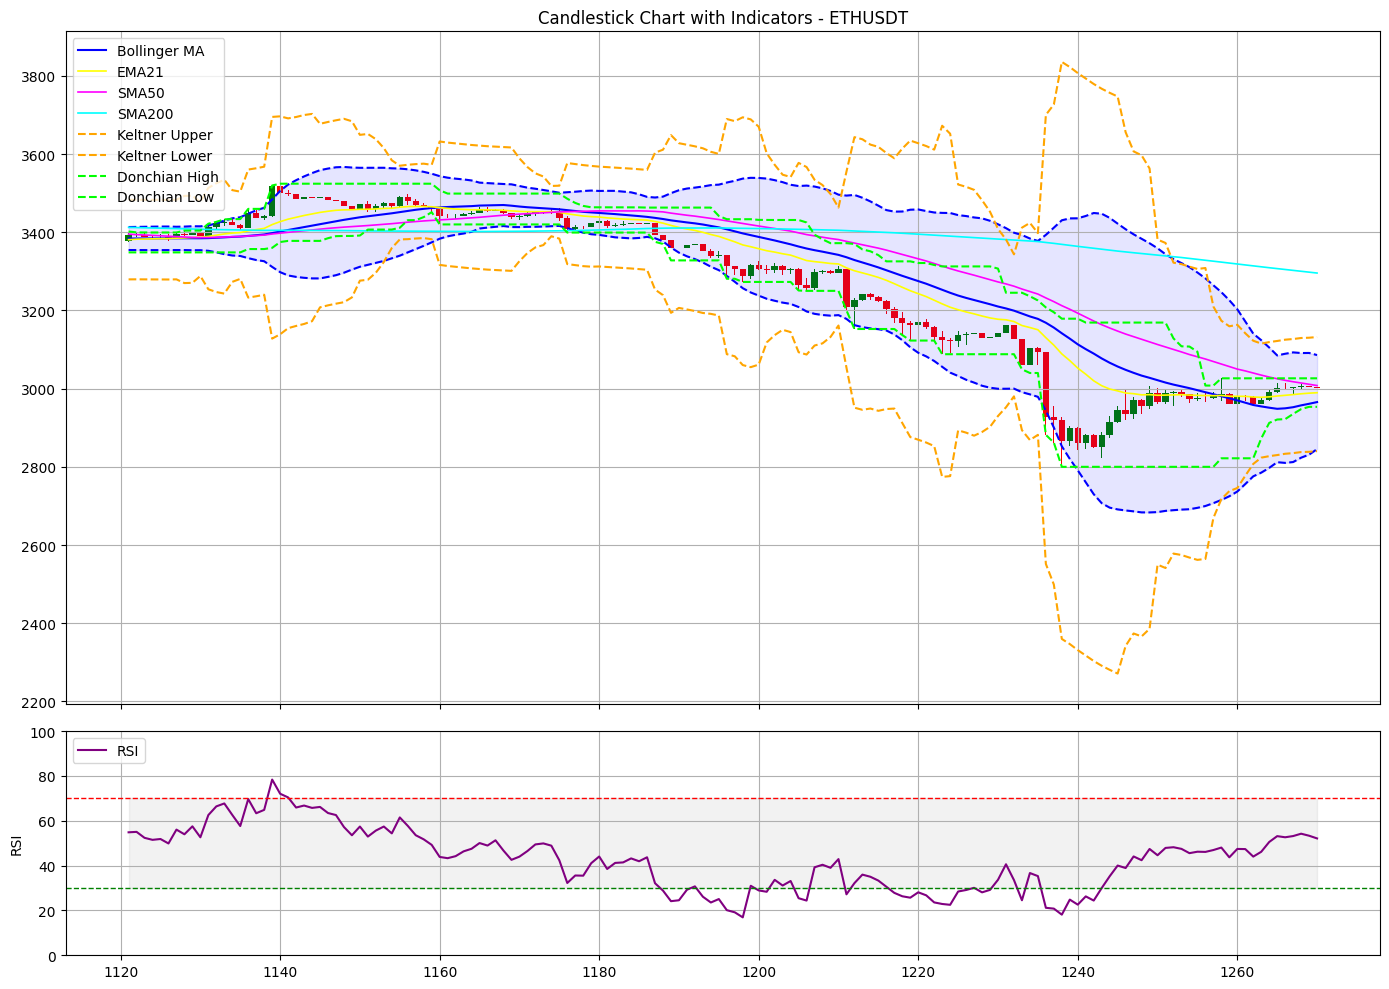 Candlestick Chart with Indicators - ETHUSDT
Bollinger MA
EMA21
SMA50
SMA200
Keltner Upper
Keltner Lower
Donchian High
Donchian Low
3800
3600
3400
3200
3000
2800
2600
2400
2200
RSI
100
80
60
40
20
0
RSI
1120
1140
1160
1180
1200
1220
1240
1260